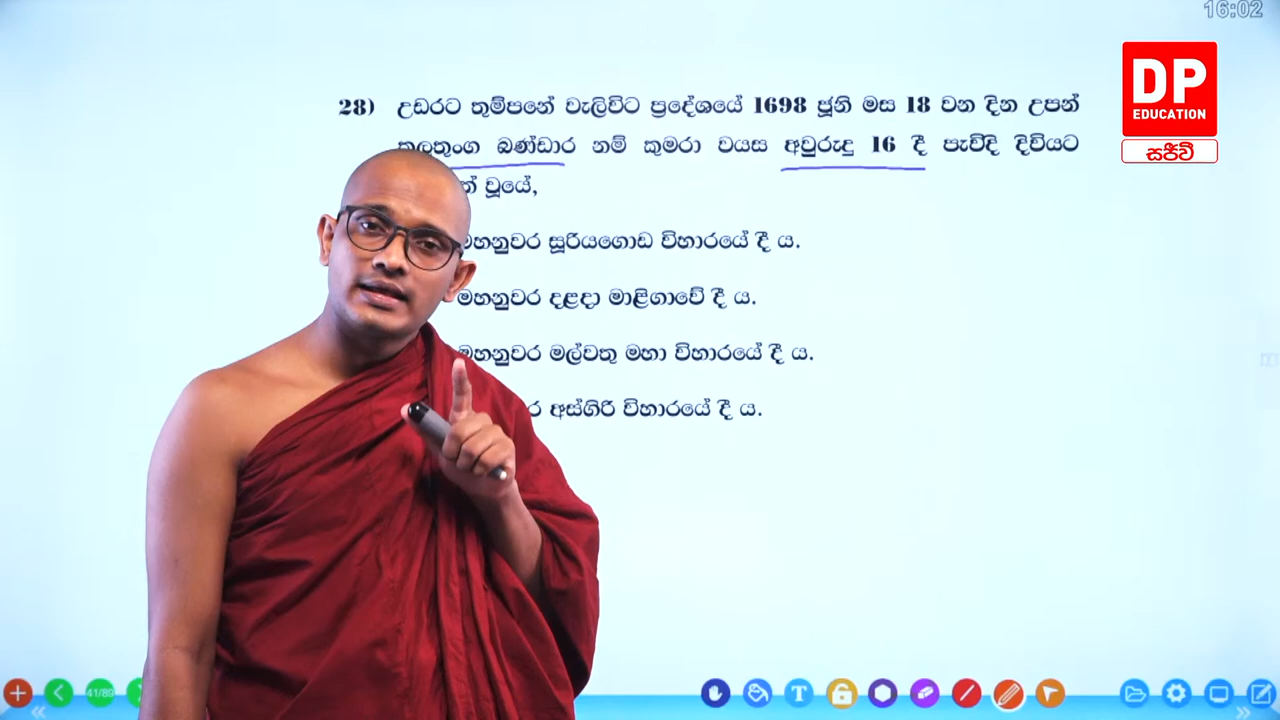 16:02
DP
EDUCATION
සජීවී
28) උඩරට තුම්පනේ වැලිවිට ප්‍රදේශයේ 1698 ජූනි මස 18 වන දින උපන්
බණ්ඩාර නම් කුමරා වයස අවුරුදු 16 දී පැවිදි දිවියට
වූයේ,
මහනුවර සූරියගොඩ විහාරයේ දී ය.
මහනුවර දළදා මාළිගාවේ දී ය.
මහනුවර මල්වතු මහා විහාරයේ දී ය.
අස්ගිරි විහාරයේ දී ය.
41/89